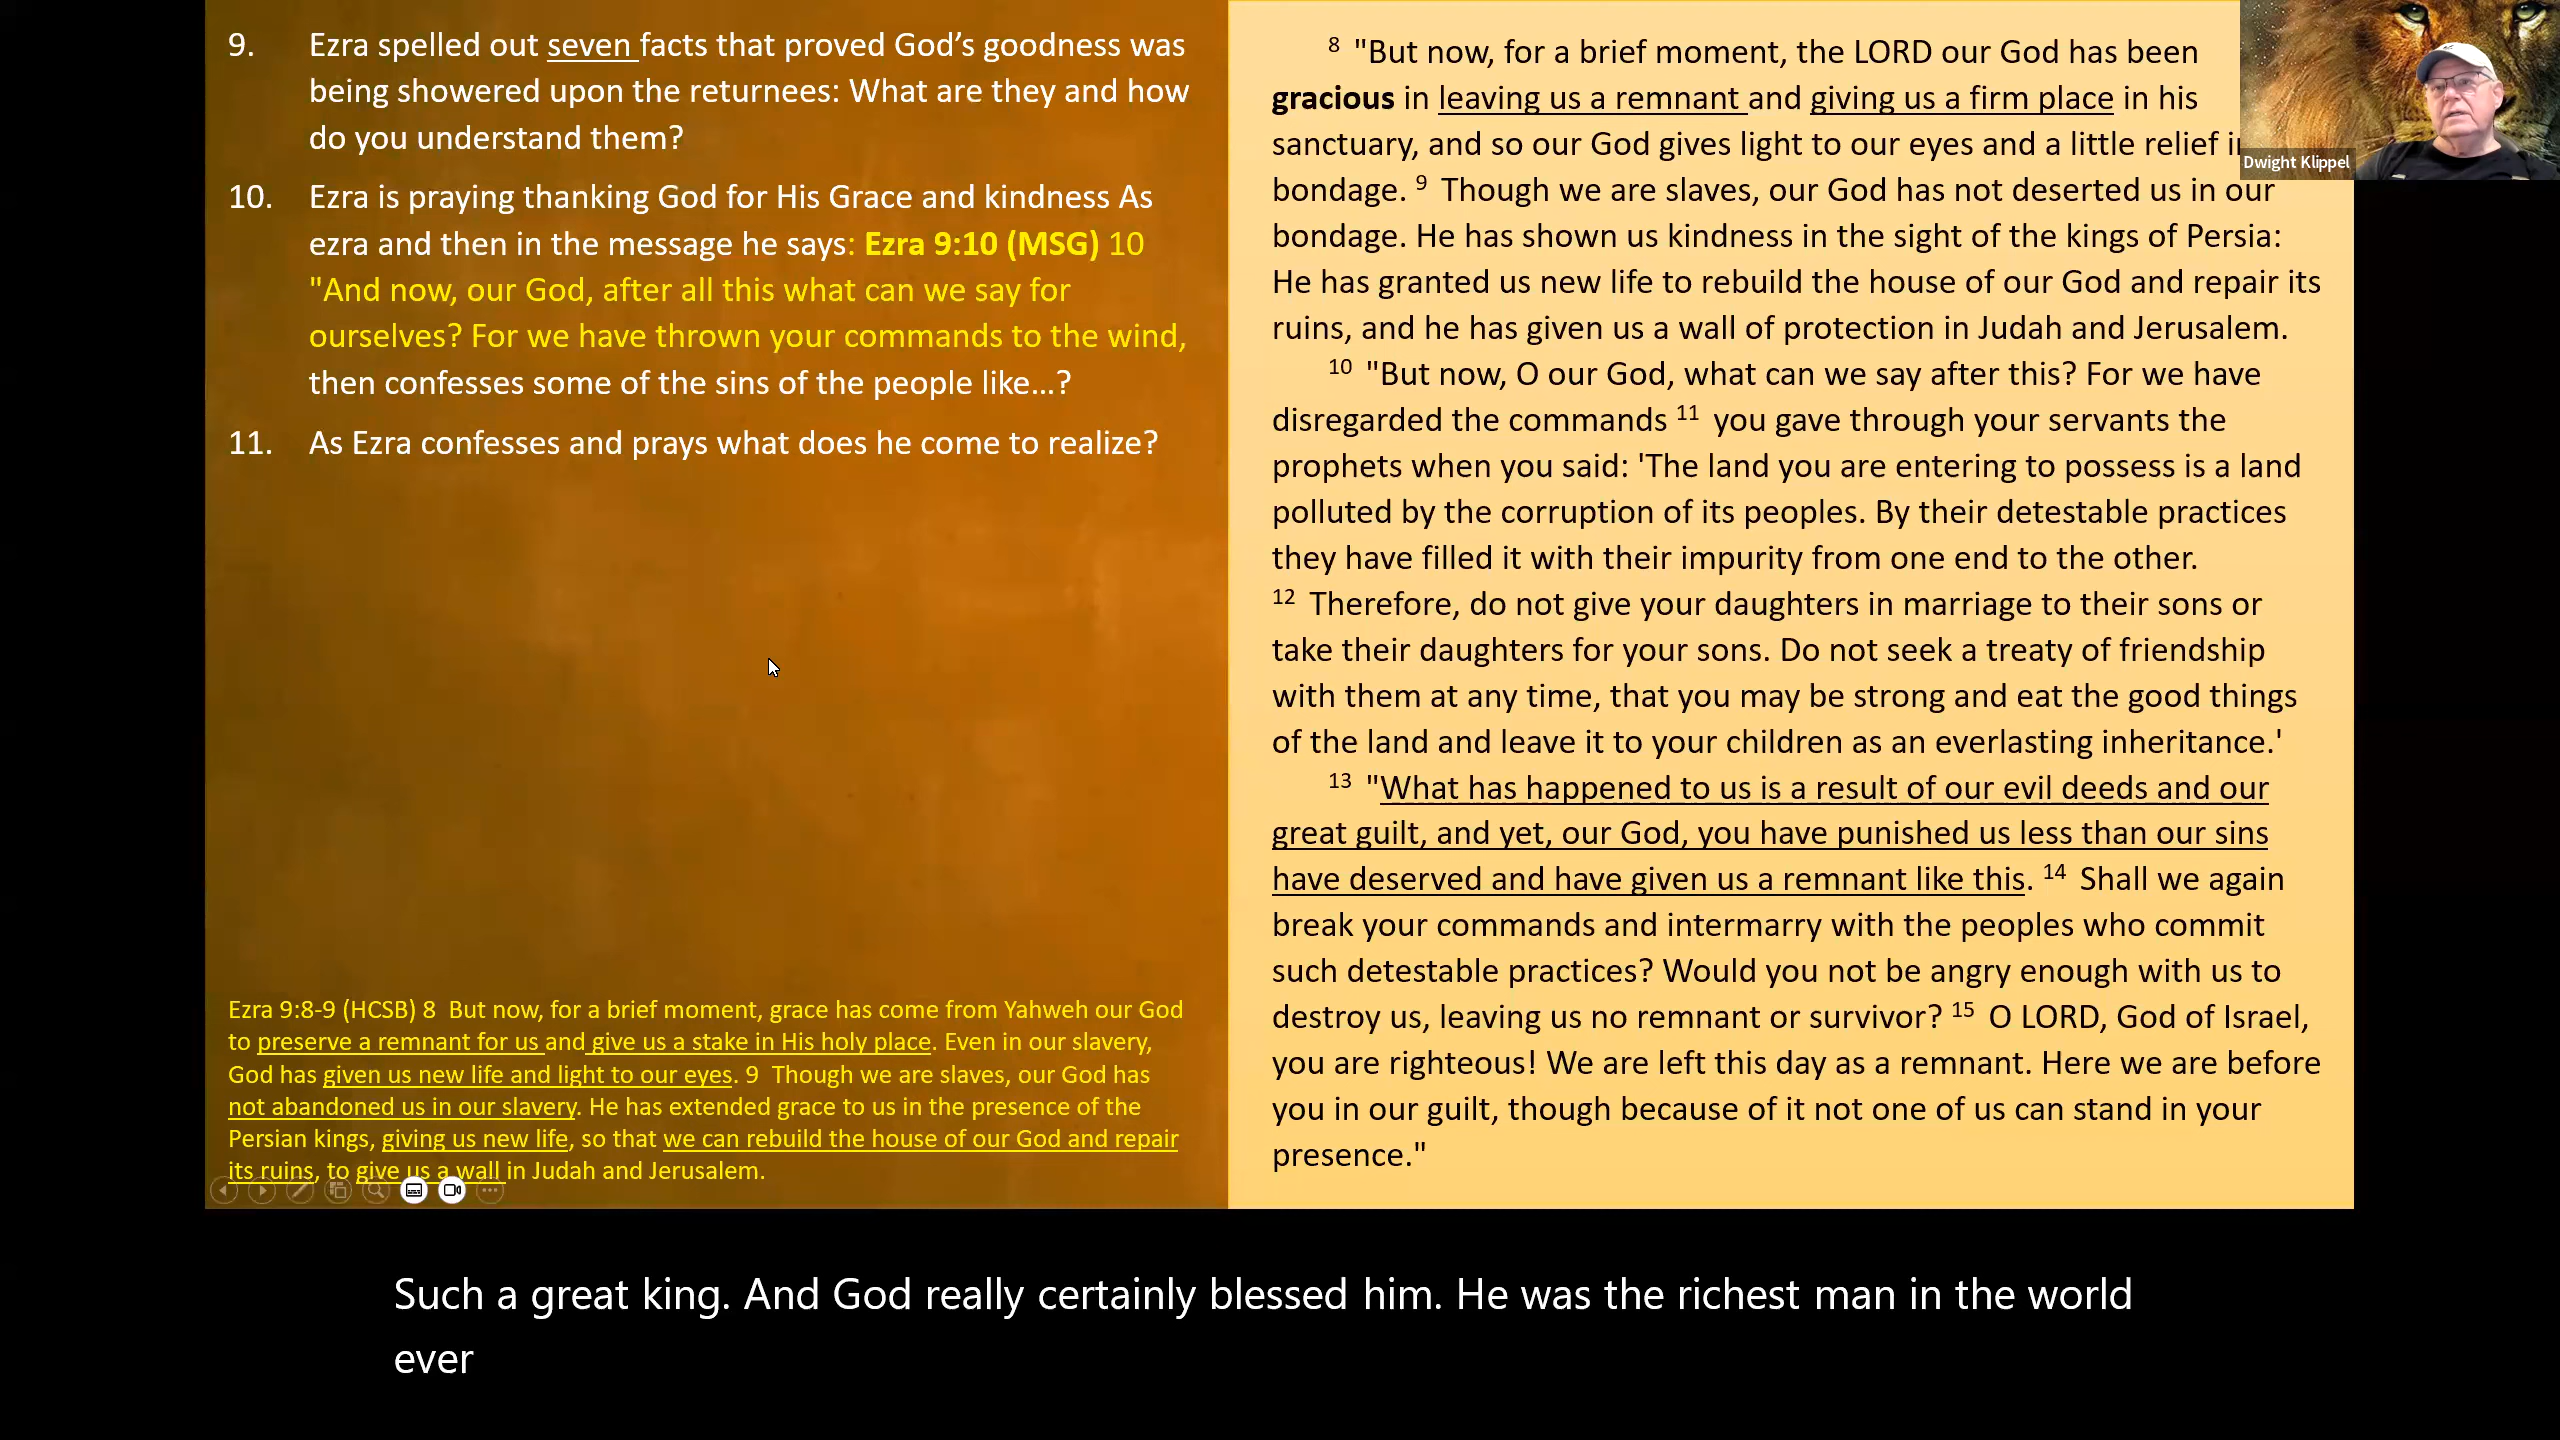 9. Ezra spelled out seven facts that proved God’s goodness was
being showered upon the returnees: What are they and how
do you understand them?
10. Ezra is praying thanking God for His Grace and kindness As
ezra and then in the message he says: Ezra 9:10 (MSG) 10
"And now, our God, after all this what can we say for
ourselves? For we have thrown your commands to the wind,
then confesses some of the sins of the people like…?
11. As Ezra confesses and prays what does he come to realize?
Ezra 9:8-9 (HCSB) 8 But now, for a brief moment, grace has come from Yahweh our God
to preserve a remnant for us and give us a stake in His holy place. Even in our slavery,
God has given us new life and light to our eyes. 9 Though we are slaves, our God has
not abandoned us in our slavery. He has extended grace to us in the presence of the
Persian kings, giving us new life, so that we can rebuild the house of our God and repair
its ruins, to give us a wall in Judah and Jerusalem.
8 "But now, for a brief moment, the LORD our God has been
gracious in leaving us a remnant and giving us a firm place in his
sanctuary, and so our God gives light to our eyes and a little relief
bondage. 9 Though we are slaves, our God has not deserted us in our
bondage. He has shown us kindness in the sight of the kings of Persia:
He has granted us new life to rebuild the house of our God and repair its
ruins, and he has given us a wall of protection in Judah and Jerusalem.
10 "But now, O our God, what can we say after this? For we have
disregarded the commands 11 you gave through your servants the
prophets when you said: 'The land you are entering to possess is a land
polluted by the corruption of its peoples. By their detestable practices
they have filled it with their impurity from one end to the other.
12 Therefore, do not give your daughters in marriage to their sons or
take their daughters for your sons. Do not seek a treaty of friendship
with them at any time, that you may be strong and eat the good things
of the land and leave it to your children as an everlasting inheritance.'
13 "What has happened to us is a result of our evil deeds and our
great guilt, and yet, our God, you have punished us less than our sins
have deserved and have given us a remnant like this. 14 Shall we again
break your commands and intermarry with the peoples who commit
such detestable practices? Would you not be angry enough with us to
destroy us, leaving us no remnant or survivor? 15 O LORD, God of Israel,
you are righteous! We are left this day as a remnant. Here we are before
you in our guilt, though because of it not one of us can stand in your
presence."
Dwight Klippel
Such a great king. And God really certainly blessed him. He was the richest man in the world
ever